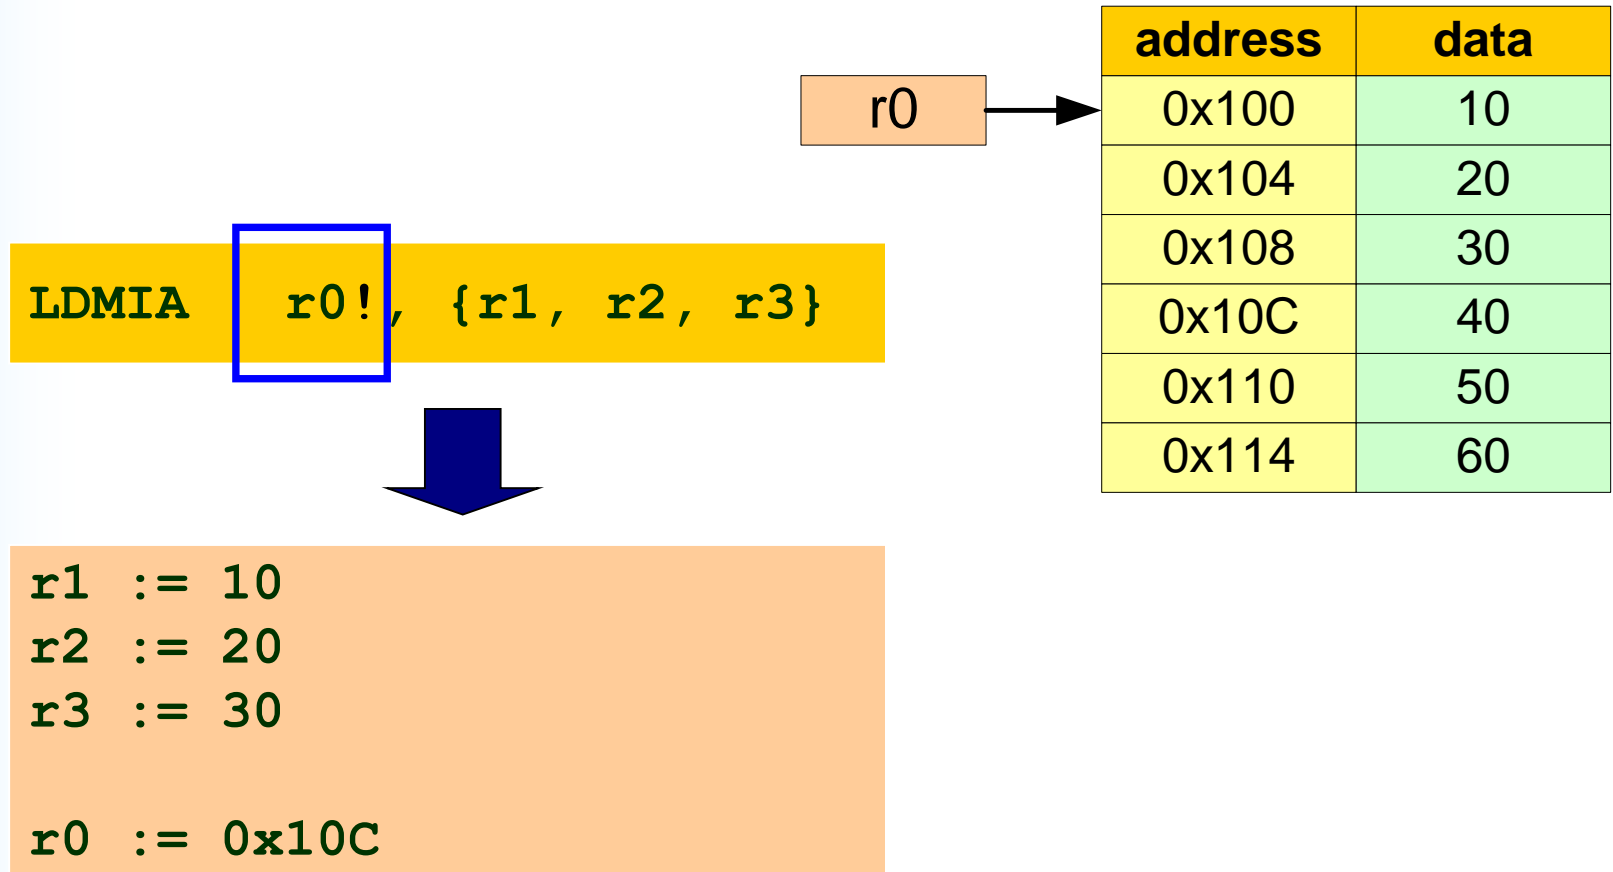 address data
r0 0x100 10
0x104 20
0x108 30
0x10C 40
0x110 50
0x114 60
LDMIA r0!, {r1, r2, r3}
r1 := 10
r2 := 20
r3 := 30
r0 := 0x10C